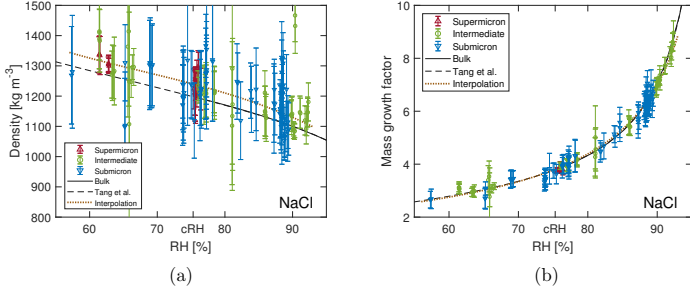 1500
1400
1300
1200
1100
1000
900
800
Density [kg m-3]
Supermicron
Intermediate
Submicron
Bulk
Tang et al.
Interpolation
NaCl
60
70
cRH
80
90
RH [%]
(a)
10
8
6
4
2
Mass growth factor
Supermicron
Intermediate
Submicron
Bulk
Tang et al.
Interpolation
NaCl
60
70
cRH
80
90
RH [%]
(b)